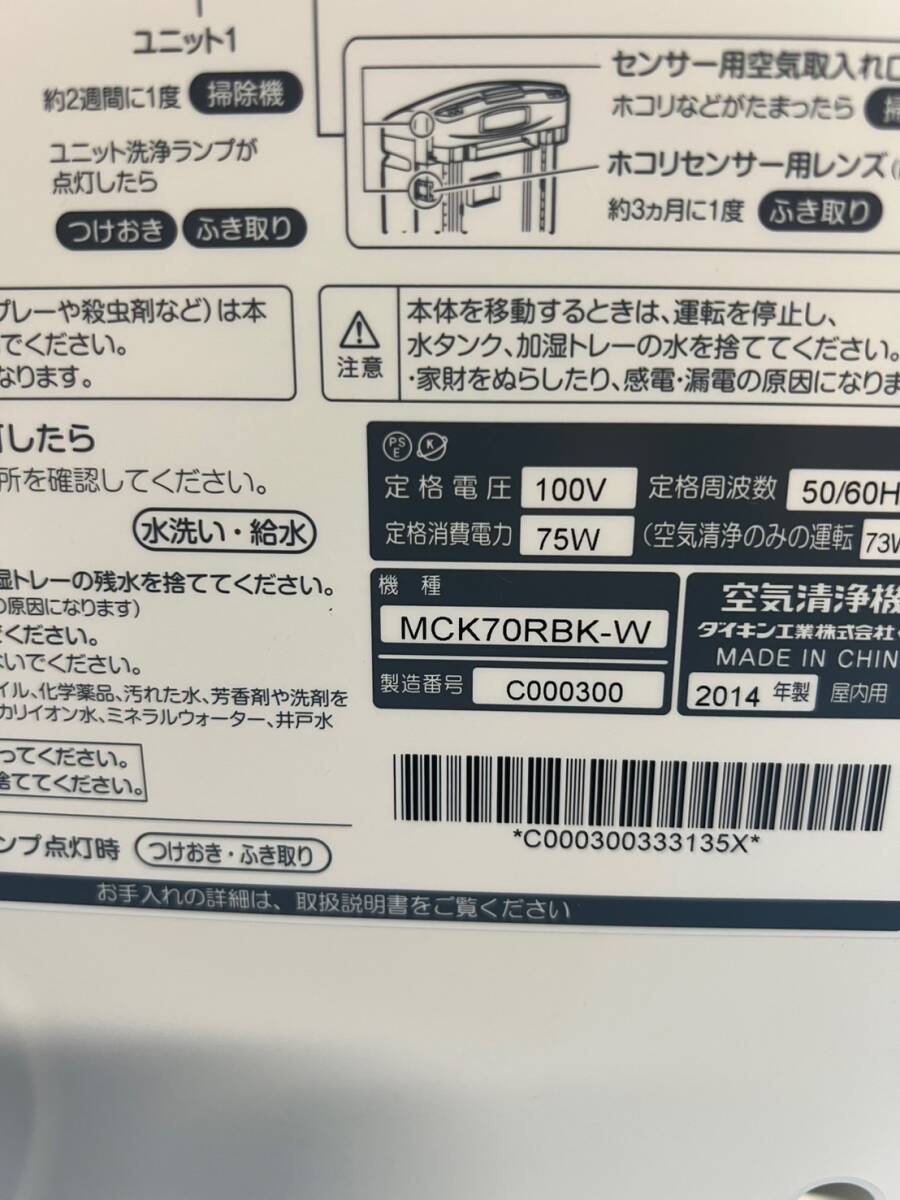 ユニット1
約2週間に1度 掃除機
ユニット洗浄ランプが
点灯したら
つけおき ふき取り
センサー用空気取入れ口
ホコリなどがたまったら 掃
ホコリセンサー用レンズ
約3ヵ月に1度 ふき取り
プレーや殺虫剤など)は本
でください。
なります。
注意
本体を移動するときは、運転を停止し、
水タンク、加湿トレーの水を捨ててください。
・家財をぬらしたり、感電・漏電の原因になりま
したら
所を確認してください。
水洗い・給水
湿トレーの残水を捨ててください。
の原因になります)
ください。
いでください。
イル、化学薬品、汚れた水、芳香剤や洗剤を
カリイオン水、ミネラルウォーター、井戸水
ってください。
捨ててください。
ンプ点灯時 つけおき・ふき取り
PS
E K
定格電圧 100V 定格周波数 50/60H
定格消費電力 75W (空気清浄のみの運転 73W
機種
MCK70RBK-W
製造番号 C000300
空気清浄機
ダイキン工業株式会社
MADE IN CHIN
2014 年製 屋内用
*C000300333135X*
お手入れの詳細は、取扱説明書をご覧ください